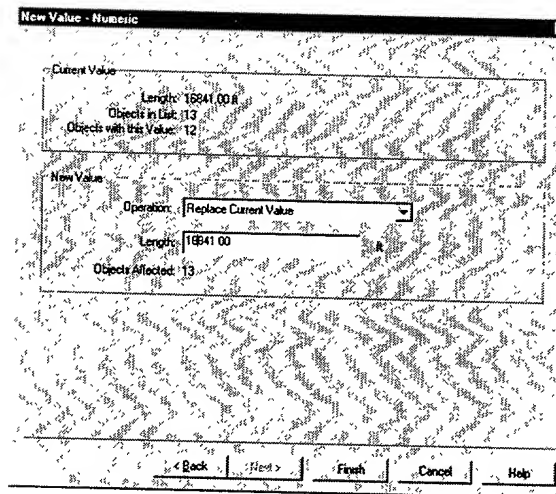 New Value - Numeric
Current Value
Length: 16841.00 ft
Objects in List: 13
Objects with this Value: 12
New Value
Operation: Replace Current Value
Length: 16841.00 ft
Objects Affected: 13
< Back Next > Finish Cancel Help